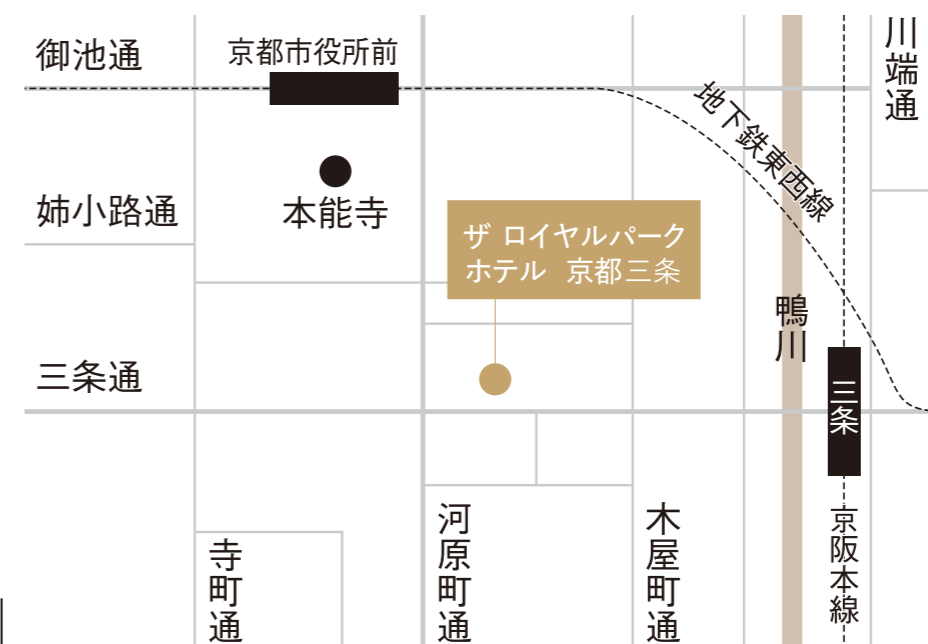 御池通
京都市役所前
川端通
地下鉄東西線
本能寺
姉小路通
ザ ロイヤルパーク
ホテル 京都三条
鴨川
三条通
三条
寺町通
河原町通
木屋町通
京阪本線